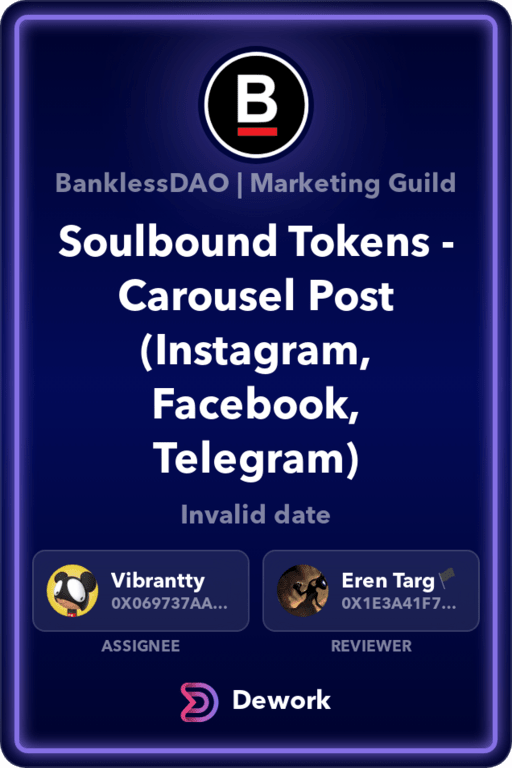 B
BanklessDAO | Marketing Guild
Soulbound Tokens -
Carousel Post
(Instagram,
Facebook,
Telegram)
Invalid date
Vibrantty
0X069737AA...
ASSIGNEE
Eren Targ🏴
0X1E3A41F7...
REVIEWER
Dework